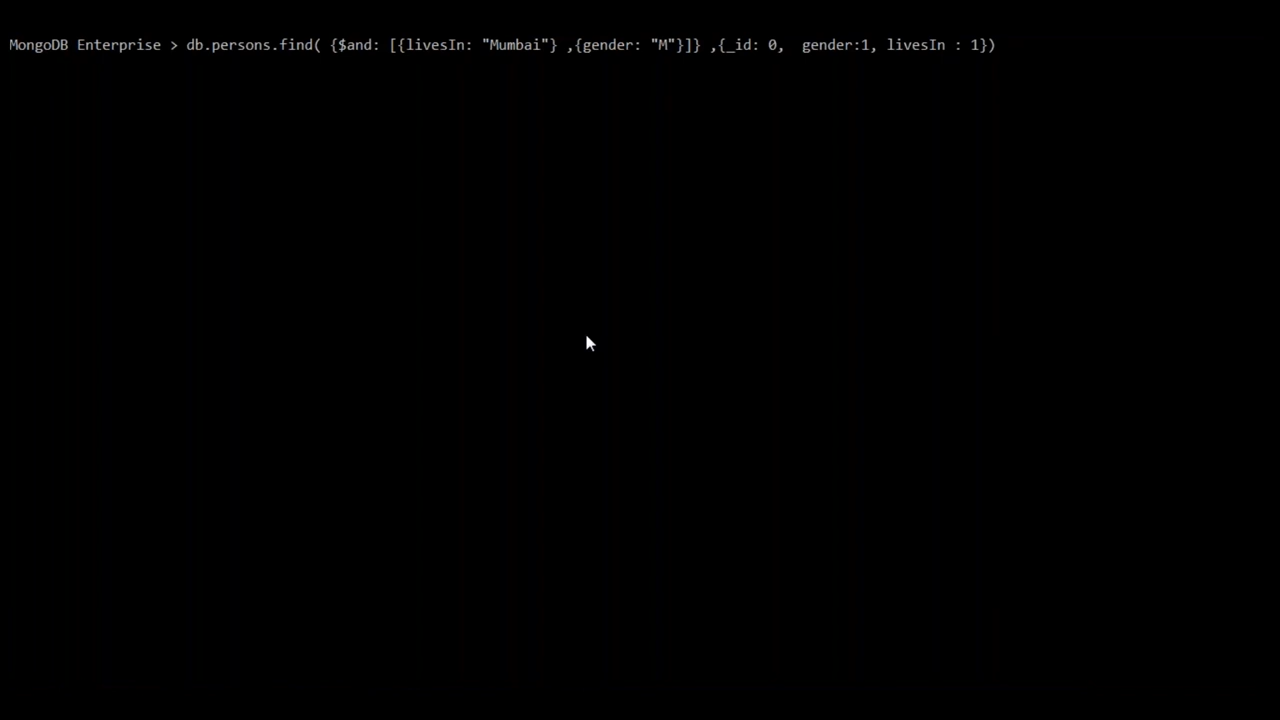 MongoDB Enterprise > db.persons.find( {$and: [{livesIn: "Mumbai"} ,{gender: "M"}]} ,{_id: 0,  gender:1, livesIn : 1})